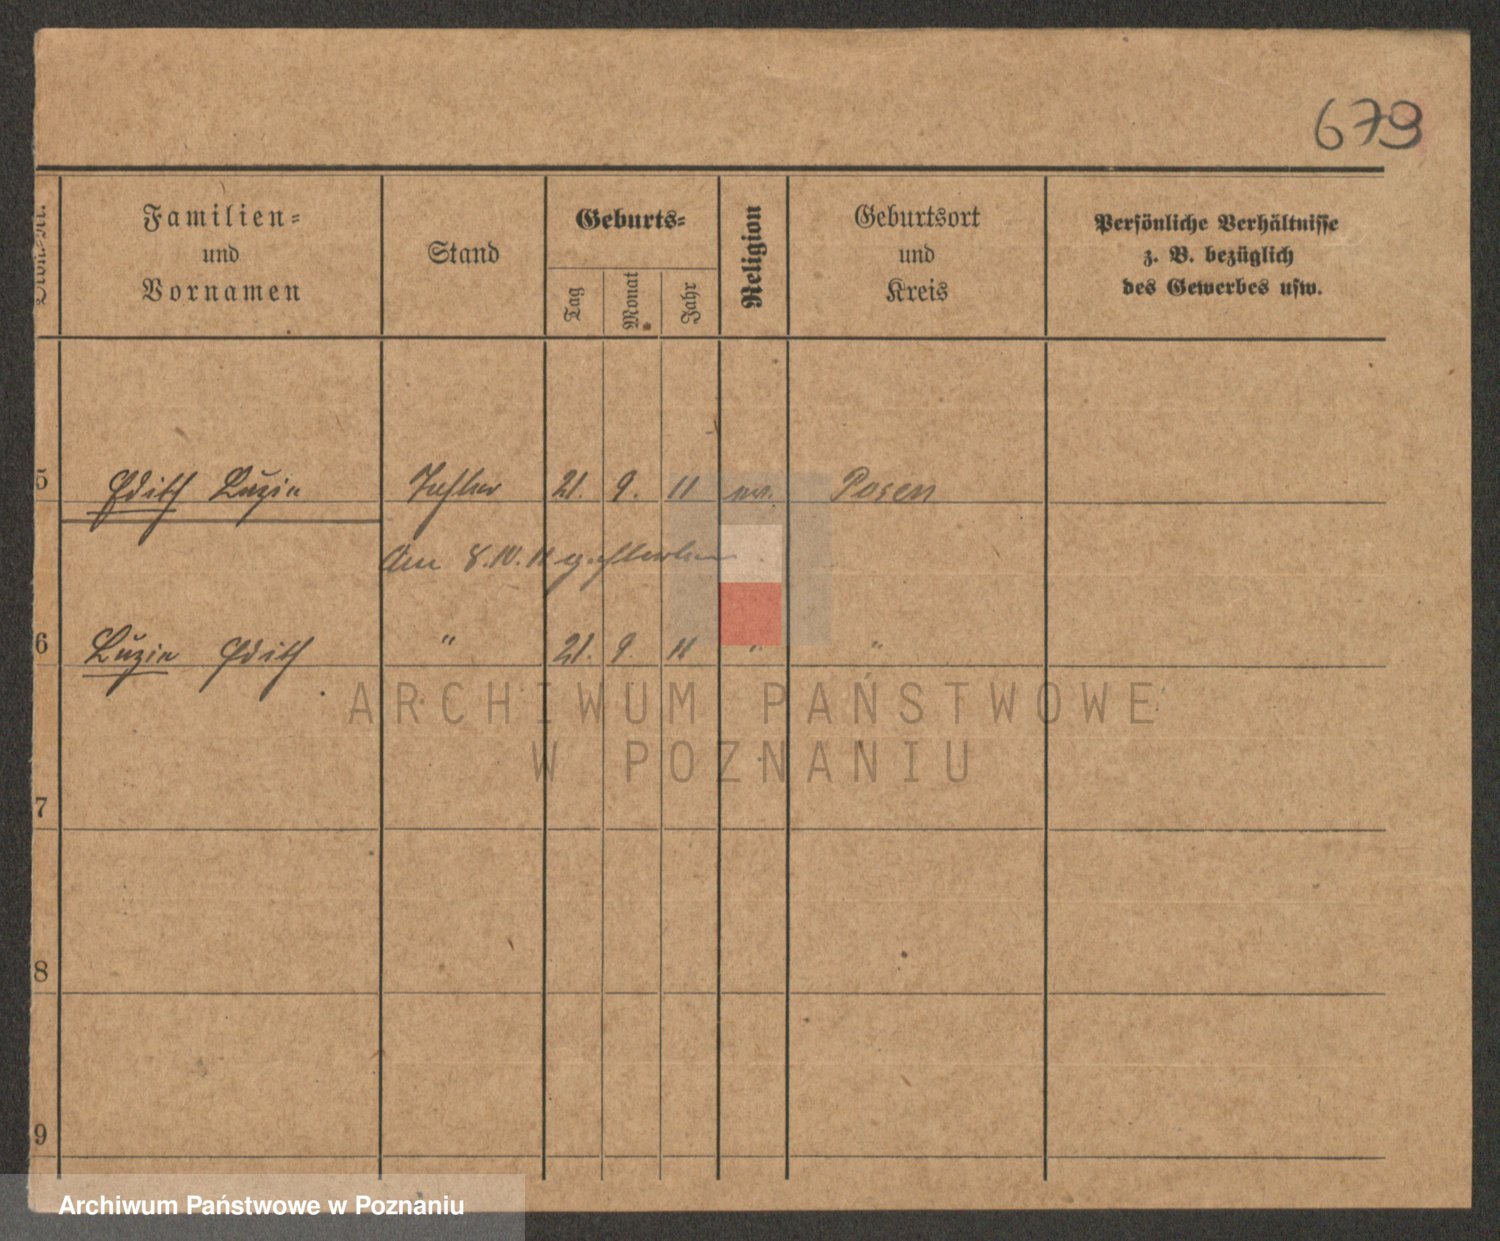 679
Familien=
und
Vornamen
Stand
Geburts=
Tag
Monat
Jahr
Religion
Geburtsort
und
Kreis
Persönliche Verhältnisse
z. B. bezüglich
des Gewerbes usw.
5 Edith Luzie Tochter 21. 9. 11 ev. Posen
Am 8.10.11 gestorben
6 Luzie Edith " 21. 9. 11 " "
ARCHIWUM PAŃSTWOWE
W POZNANIU
7
8
9
Archiwum Państwowe w Poznaniu